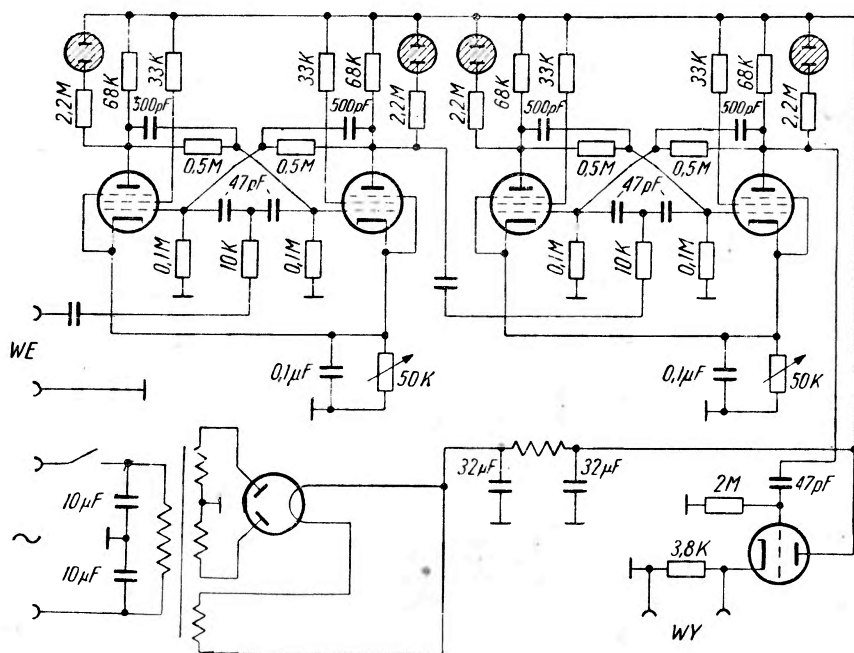 2,2M
68K
33K
500pF
0,5M
0,5M
500pF
33K
68K
2,2M
2,2M
68K
33K
500pF
0,5M
0,5M
500pF
33K
68K
2,2M
47pF
0,1M
10K
0,1M
47pF
0,1M
10K
0,1M
WE
0,1µF
50K
0,1µF
50K
10µF
~
10µF
32µF
32µF
2M
47pF
3,8K
WY